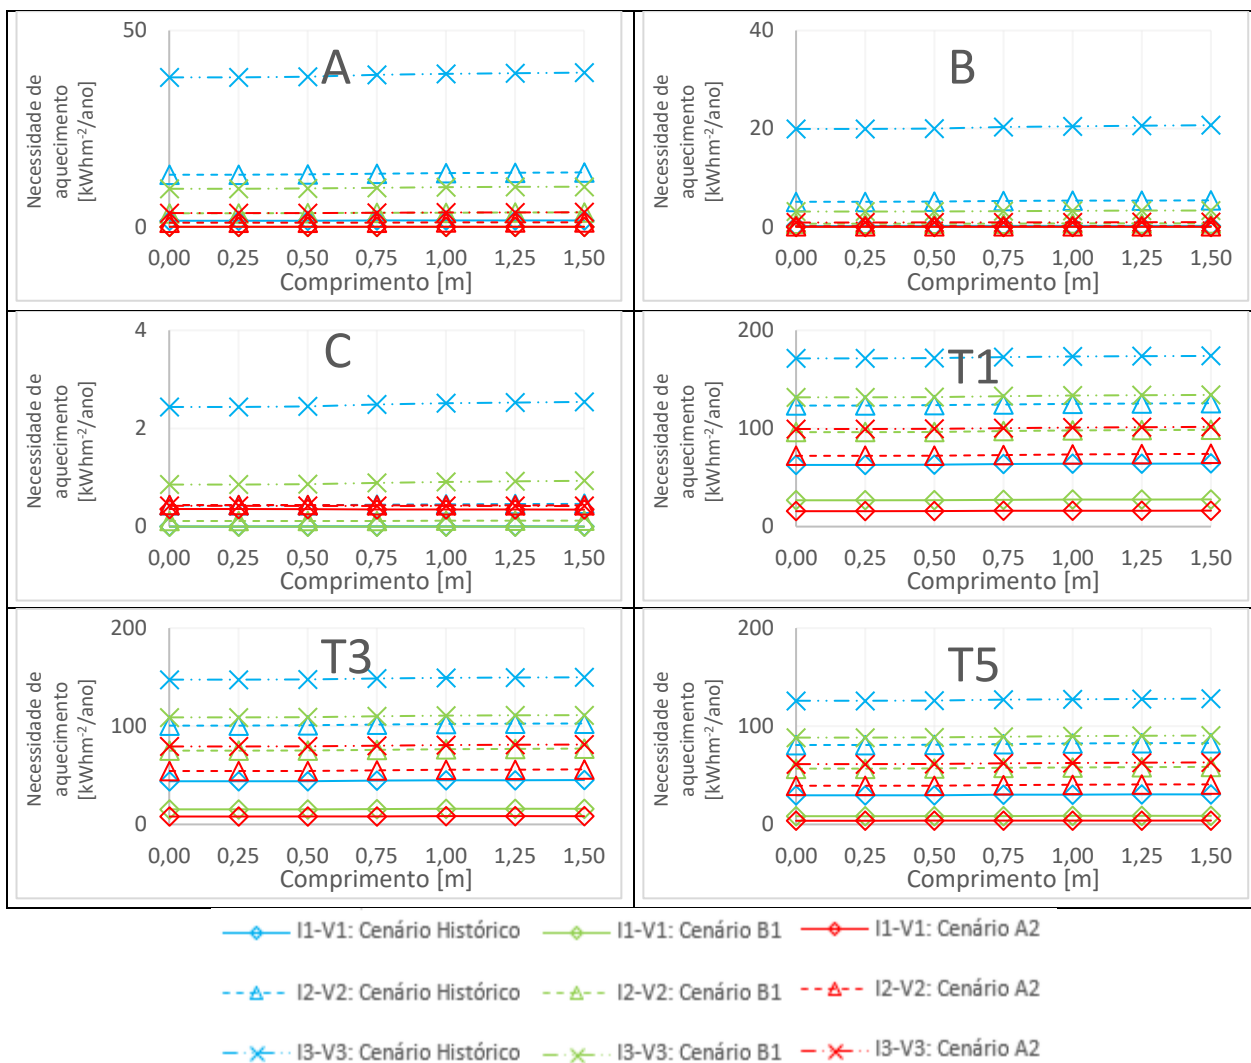 Necessidade de
aquecimento
[kWhm⁻²/ano]
50
0
A
0,00 0,25 0,50 0,75 1,00 1,25 1,50
Comprimento [m]
Necessidade de
aquecimento
[kWhm⁻²/ano]
40
20
0
B
0,00 0,25 0,50 0,75 1,00 1,25 1,50
Comprimento [m]
Necessidade de
aquecimento
[kWhm⁻²/ano]
4
2
0
C
0,00 0,25 0,50 0,75 1,00 1,25 1,50
Comprimento [m]
Necessidade de
aquecimento
[kWhm⁻²/ano]
200
100
0
T1
0,00 0,25 0,50 0,75 1,00 1,25 1,50
Comprimento [m]
Necessidade de
aquecimento
[kWhm⁻²/ano]
200
100
0
T3
0,00 0,25 0,50 0,75 1,00 1,25 1,50
Comprimento [m]
Necessidade de
aquecimento
[kWhm⁻²/ano]
200
100
0
T5
0,00 0,25 0,50 0,75 1,00 1,25 1,50
Comprimento [m]
I1-V1: Cenário Histórico I1-V1: Cenário B1 I1-V1: Cenário A2
I2-V2: Cenário Histórico I2-V2: Cenário B1 I2-V2: Cenário A2
I3-V3: Cenário Histórico I3-V3: Cenário B1 I3-V3: Cenário A2